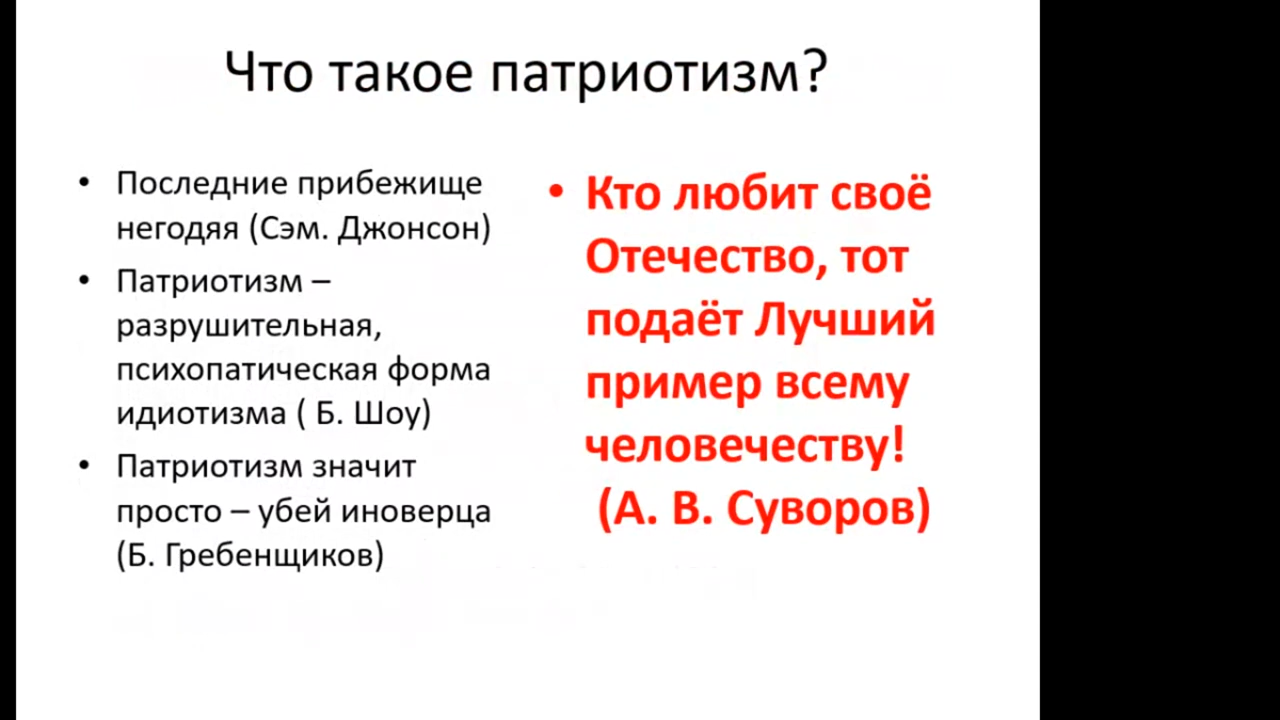 Что такое патриотизм?
• Последние прибежище
негодяя (Сэм. Джонсон)
• Патриотизм –
разрушительная,
психопатическая форма
идиотизма ( Б. Шоу)
• Патриотизм значит
просто – убей иноверца
(Б. Гребенщиков)
• Кто любит своё
Отечество, тот
подаёт Лучший
пример всему
человечеству!
(А. В. Суворов)